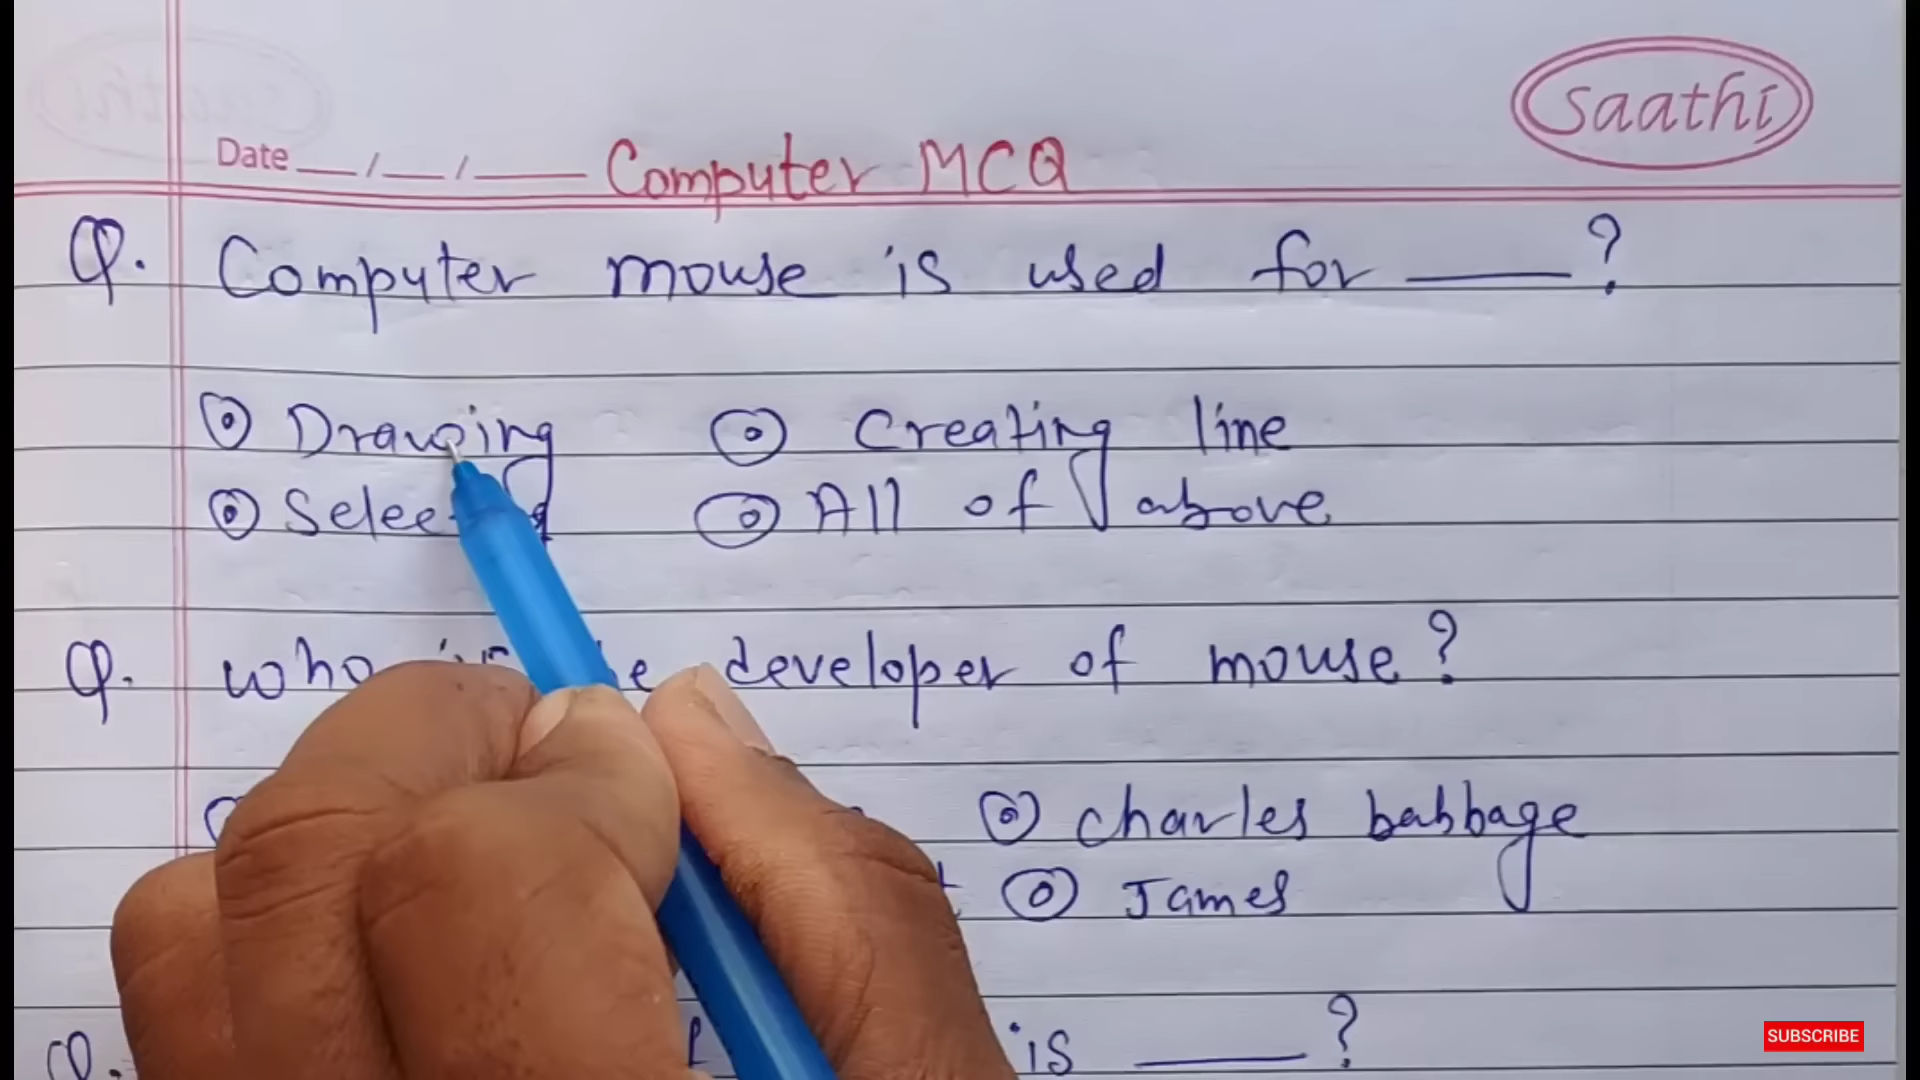 saathi
Date __/__/____ Computer MCQ
Q. Computer mouse is used for ____?
Drawing Creating line
All of above
Q. Who developer of mouse?
charles babbage
James
Q. is ____?
SUBSCRIBE